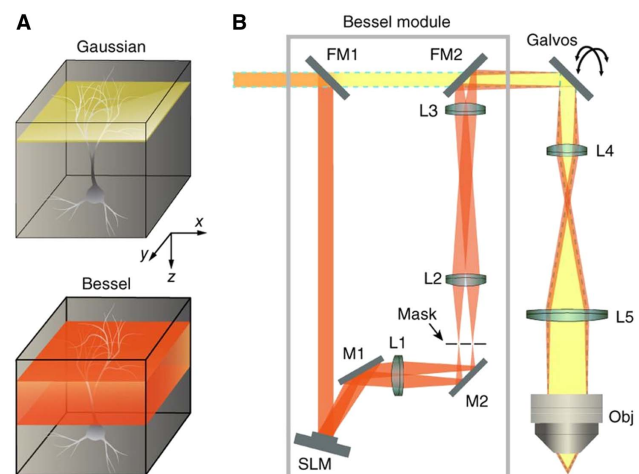 A
Gaussian
x
y
z
Bessel
B
Bessel module
FM1
FM2
Galvos
L3
L4
L2
L5
Mask
M1
L1
M2
SLM
Obj